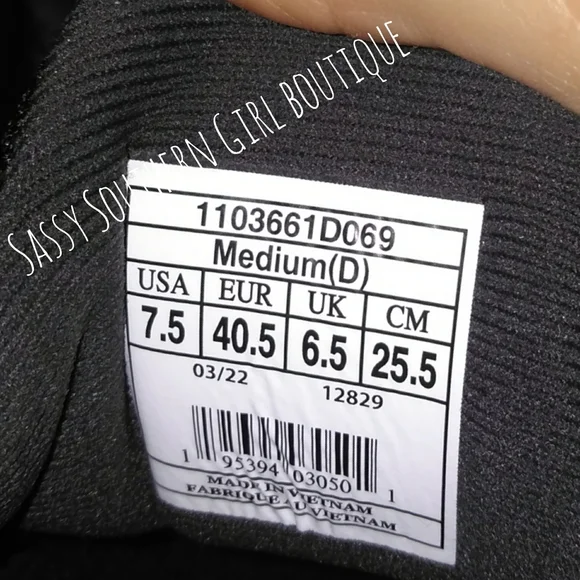 Sassy Southern Girl Boutique
1103661D069
Medium(D)
USA EUR UK CM
7.5 40.5 6.5 25.5
03/22 12829
1 95394 03050 1
MADE IN VIETNAM
FABRIQUE AU VIETNAM